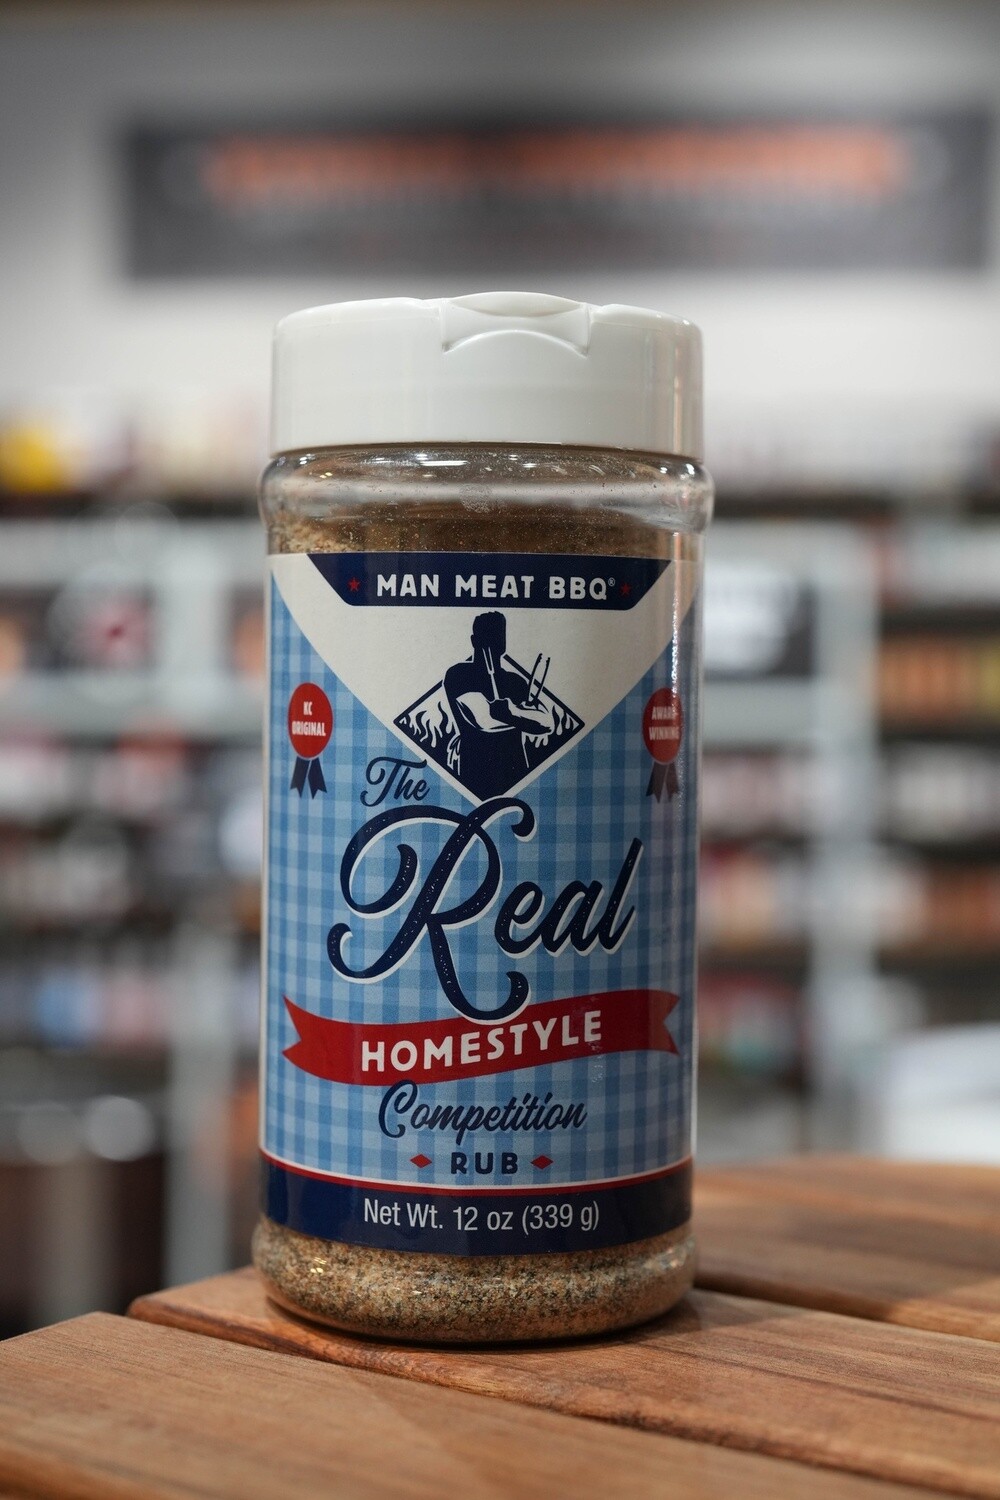 MAN MEAT BBQ®
KC
ORIGINAL
AWARD
WINNING
The
Real
HOMESTYLE
Competition
RUB
Net Wt. 12 oz (339 g)